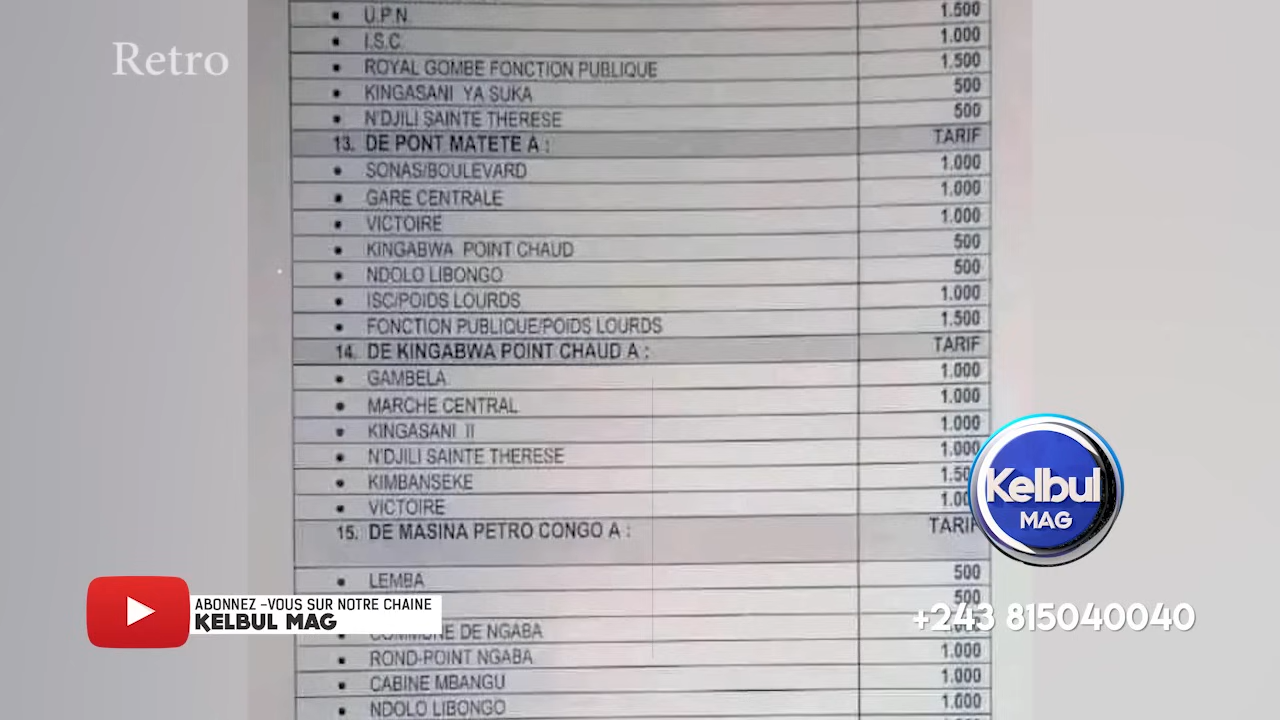 Retro
U.P.N. 1.500
I.S.C. 1.000
ROYAL GOMBE FONCTION PUBLIQUE 1.500
KINGASANI YA SUKA 500
N'DJILI SAINTE THERESE 500
13. DE PONT MATETE A : TARIF
SONAS/BOULEVARD 1.000
GARE CENTRALE 1.000
VICTOIRE 1.000
KINGABWA POINT CHAUD 500
NDOLO LIBONGO 500
ISC/POIDS LOURDS 1.000
FONCTION PUBLIQUE/POIDS LOURDS 1.500
14. DE KINGABWA POINT CHAUD A : TARIF
GAMBELA 1.000
MARCHE CENTRAL 1.000
KINGASANI II 1.000
N'DJILI SAINTE THERESE 1.000
KIMBANSEKE
VICTOIRE
15. DE MASINA PETRO CONGO A : TARIF
LEMBA 500
500
DE NGABA
ROND-POINT NGABA 1.000
CABINE MBANGU 1.000
NDOLO LIBONGO 1.000
Kelbul
MAG
ABONNEZ -VOUS SUR NOTRE CHAINE
KELBUL MAG
+243 815040040